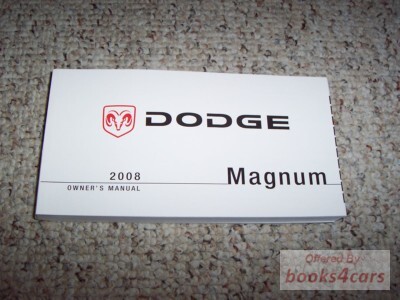 DODGE
2008
OWNER'S MANUAL
Magnum
Offered By
books4cars